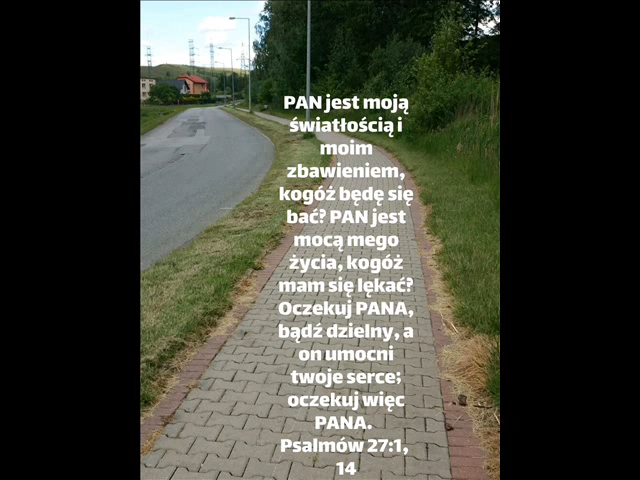 PAN jest moją
światłością i
moim
zbawieniem,
kogóż będę się
bać? PAN jest
mocą mego
życia, kogóż
mam się lękać?
Oczekuj PANA,
bądź dzielny, a
on umocni
twoje serce;
oczekuj więc
PANA.
Psalmów 27:1,
14